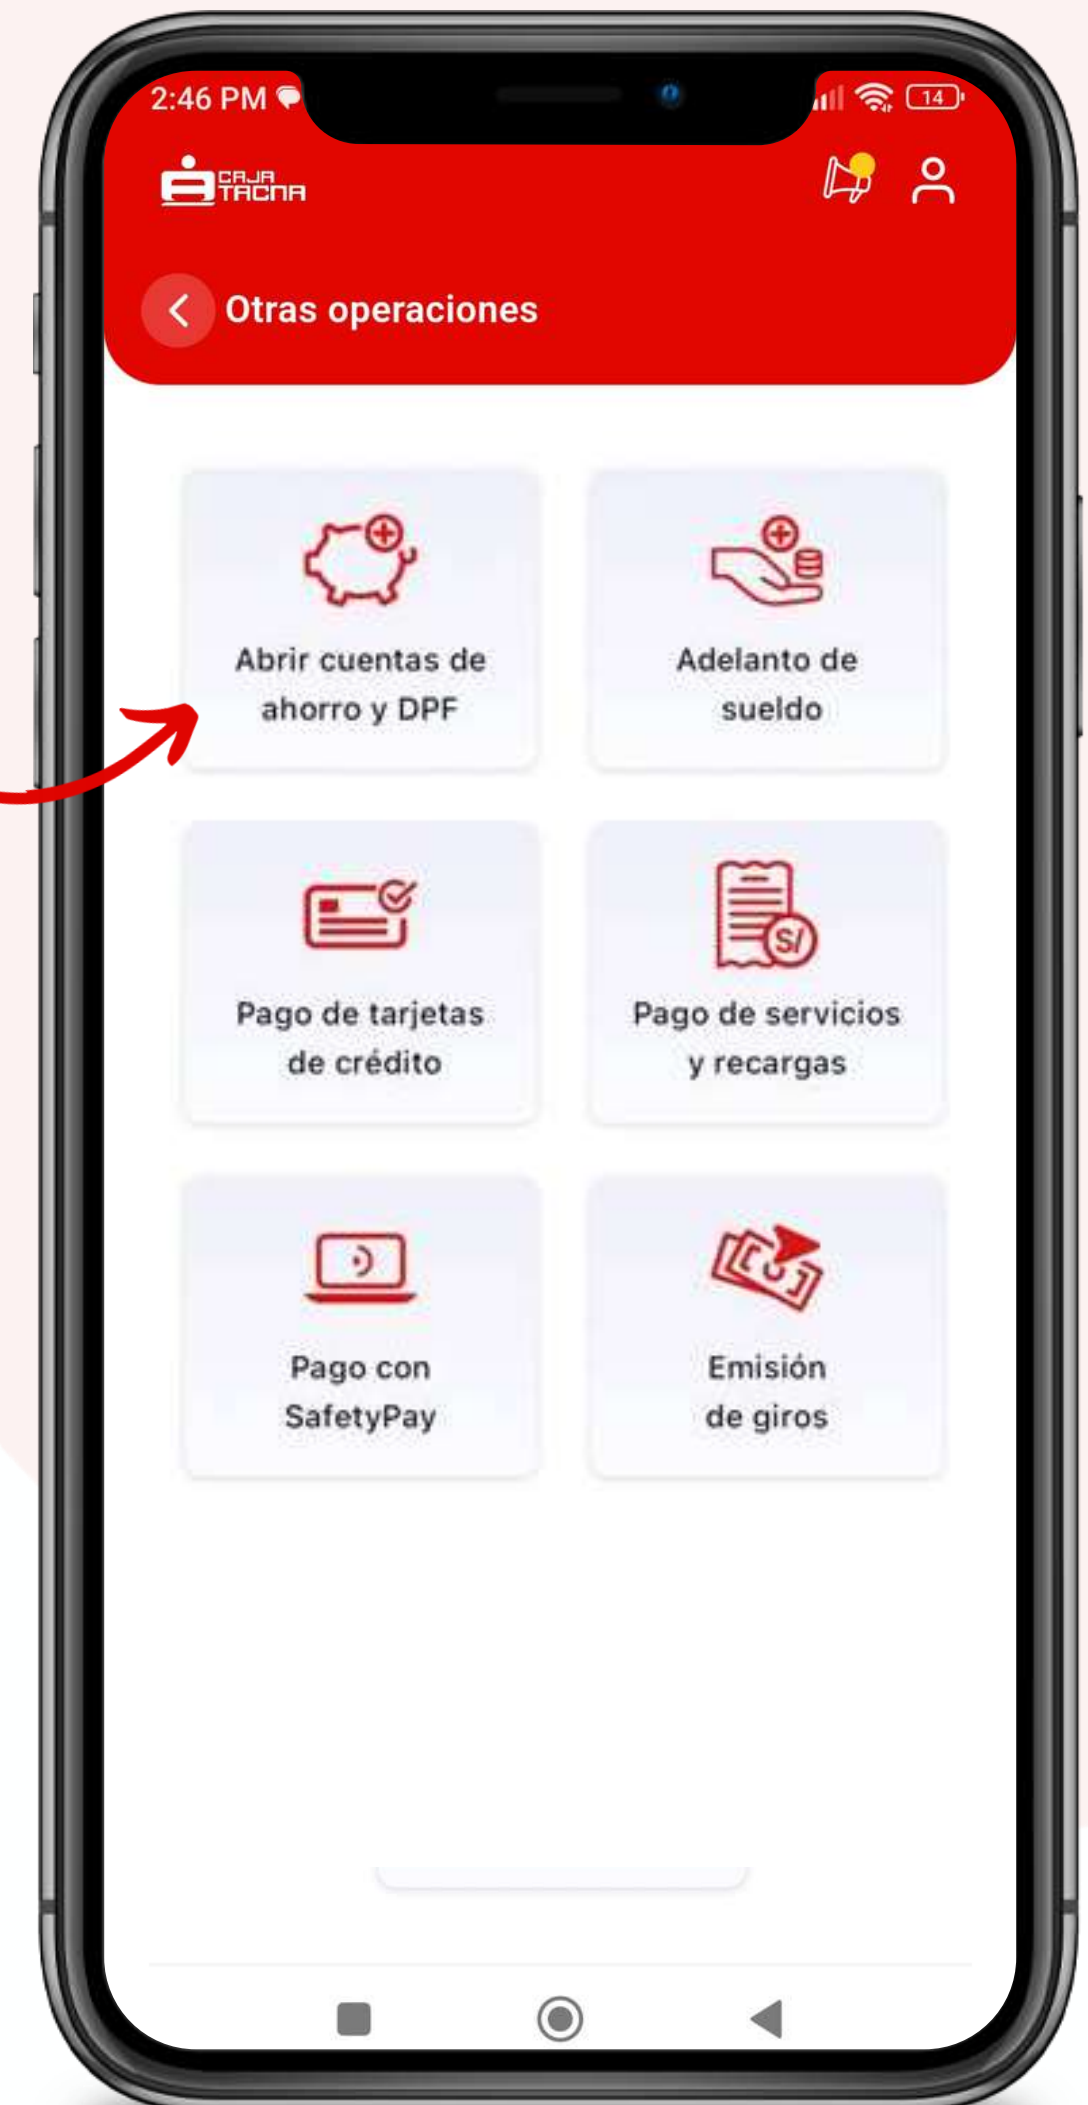 2:46 PM
14
CAJA
TACNA
Otras operaciones
Abrir cuentas de
ahorro y DPF
Adelanto de
sueldo
S/
Pago de tarjetas
de crédito
Pago de servicios
y recargas
Pago con
SafetyPay
Emisión
de giros